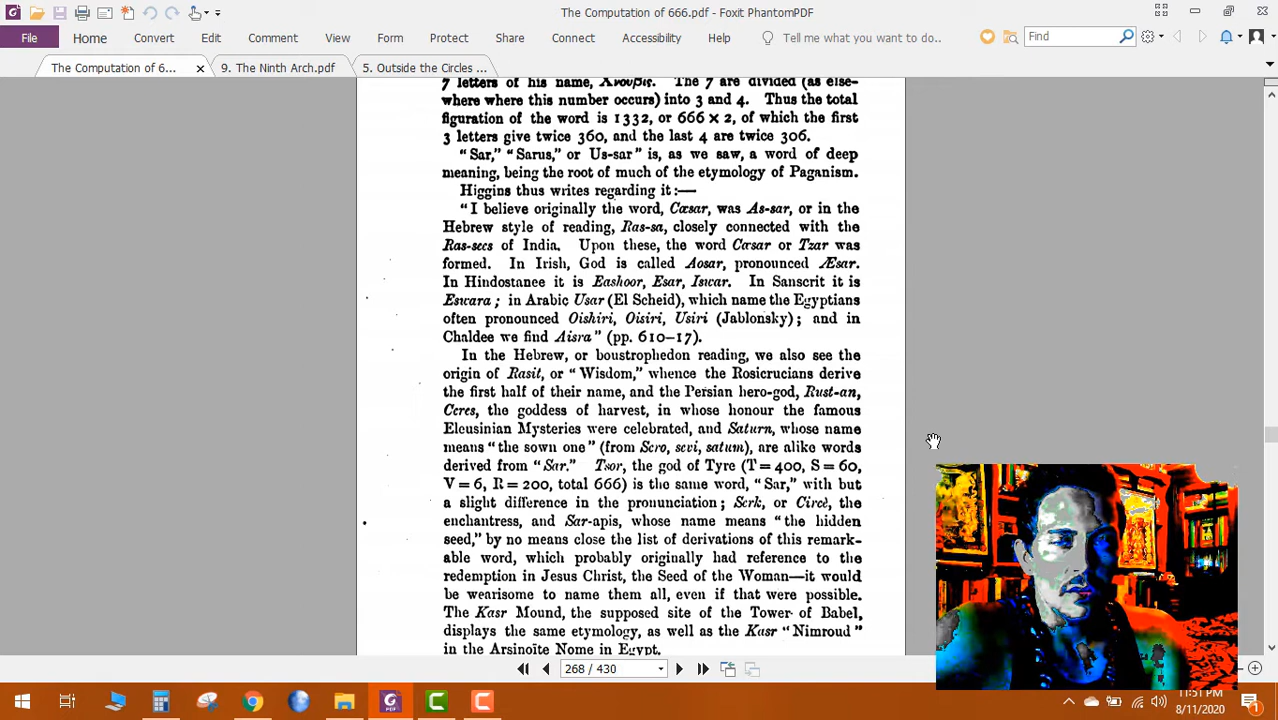 The Computation of 666.pdf - Foxit PhantomPDF
File Home Convert Edit Comment View Form Protect Share Connect Accessibility Help Tell me what you want to do.. Find
The Computation of 6... 9. The Ninth Arch.pdf 5. Outside the Circles ...
7 letters of his name, Χνουβις. The 7 are divided (as else-
where where this number occurs) into 3 and 4. Thus the total
figuration of the word is 1332, or 666 × 2, of which the first
3 letters give twice 360, and the last 4 are twice 306.
"Sar," "Sarus," or Us-sar" is, as we saw, a word of deep
meaning, being the root of much of the etymology of Paganism.
Higgins thus writes regarding it :—
"I believe originally the word, Cæsar, was As-sar, or in the
Hebrew style of reading, Ras-sa, closely connected with the
Ras-sees of India. Upon these, the word Cæsar or Tzar was
formed. In Irish, God is called Aosar, pronounced Æsar.
In Hindostanee it is Eashoor, Esar, Iswar. In Sanscrit it is
Eswara ; in Arabic Usar (El Scheid), which name the Egyptians
often pronounced Oishiri, Oisiri, Usiri (Jablonsky) ; and in
Chaldee we find Aisra" (pp. 610–17).
In the Hebrew, or boustrophedon reading, we also see the
origin of Rasit, or "Wisdom," whence the Rosicrucians derive
the first half of their name, and the Persian hero-god, Rust-an,
Ceres, the goddess of harvest, in whose honour the famous
Eleusinian Mysteries were celebrated, and Saturn, whose name
means "the sown one" (from Sero, sevi, satum), are alike words
derived from "Sar." Tsor, the god of Tyre (T = 400, S = 60,
V = 6, R = 200, total 666) is the same word, "Sar," with but
a slight difference in the pronunciation ; Serk, or Circè, the
enchantress, and Sar-apis, whose name means "the hidden
seed," by no means close the list of derivations of this remark-
able word, which probably originally had reference to the
redemption in Jesus Christ, the Seed of the Woman—it would
be wearisome to name them all, even if that were possible.
The Kasr Mound, the supposed site of the Tower of Babel,
displays the same etymology, as well as the Kasr "Nimroud"
in the Arsinoïte Nome in Egypt.
268 / 430
11:51 PM
8/11/2020